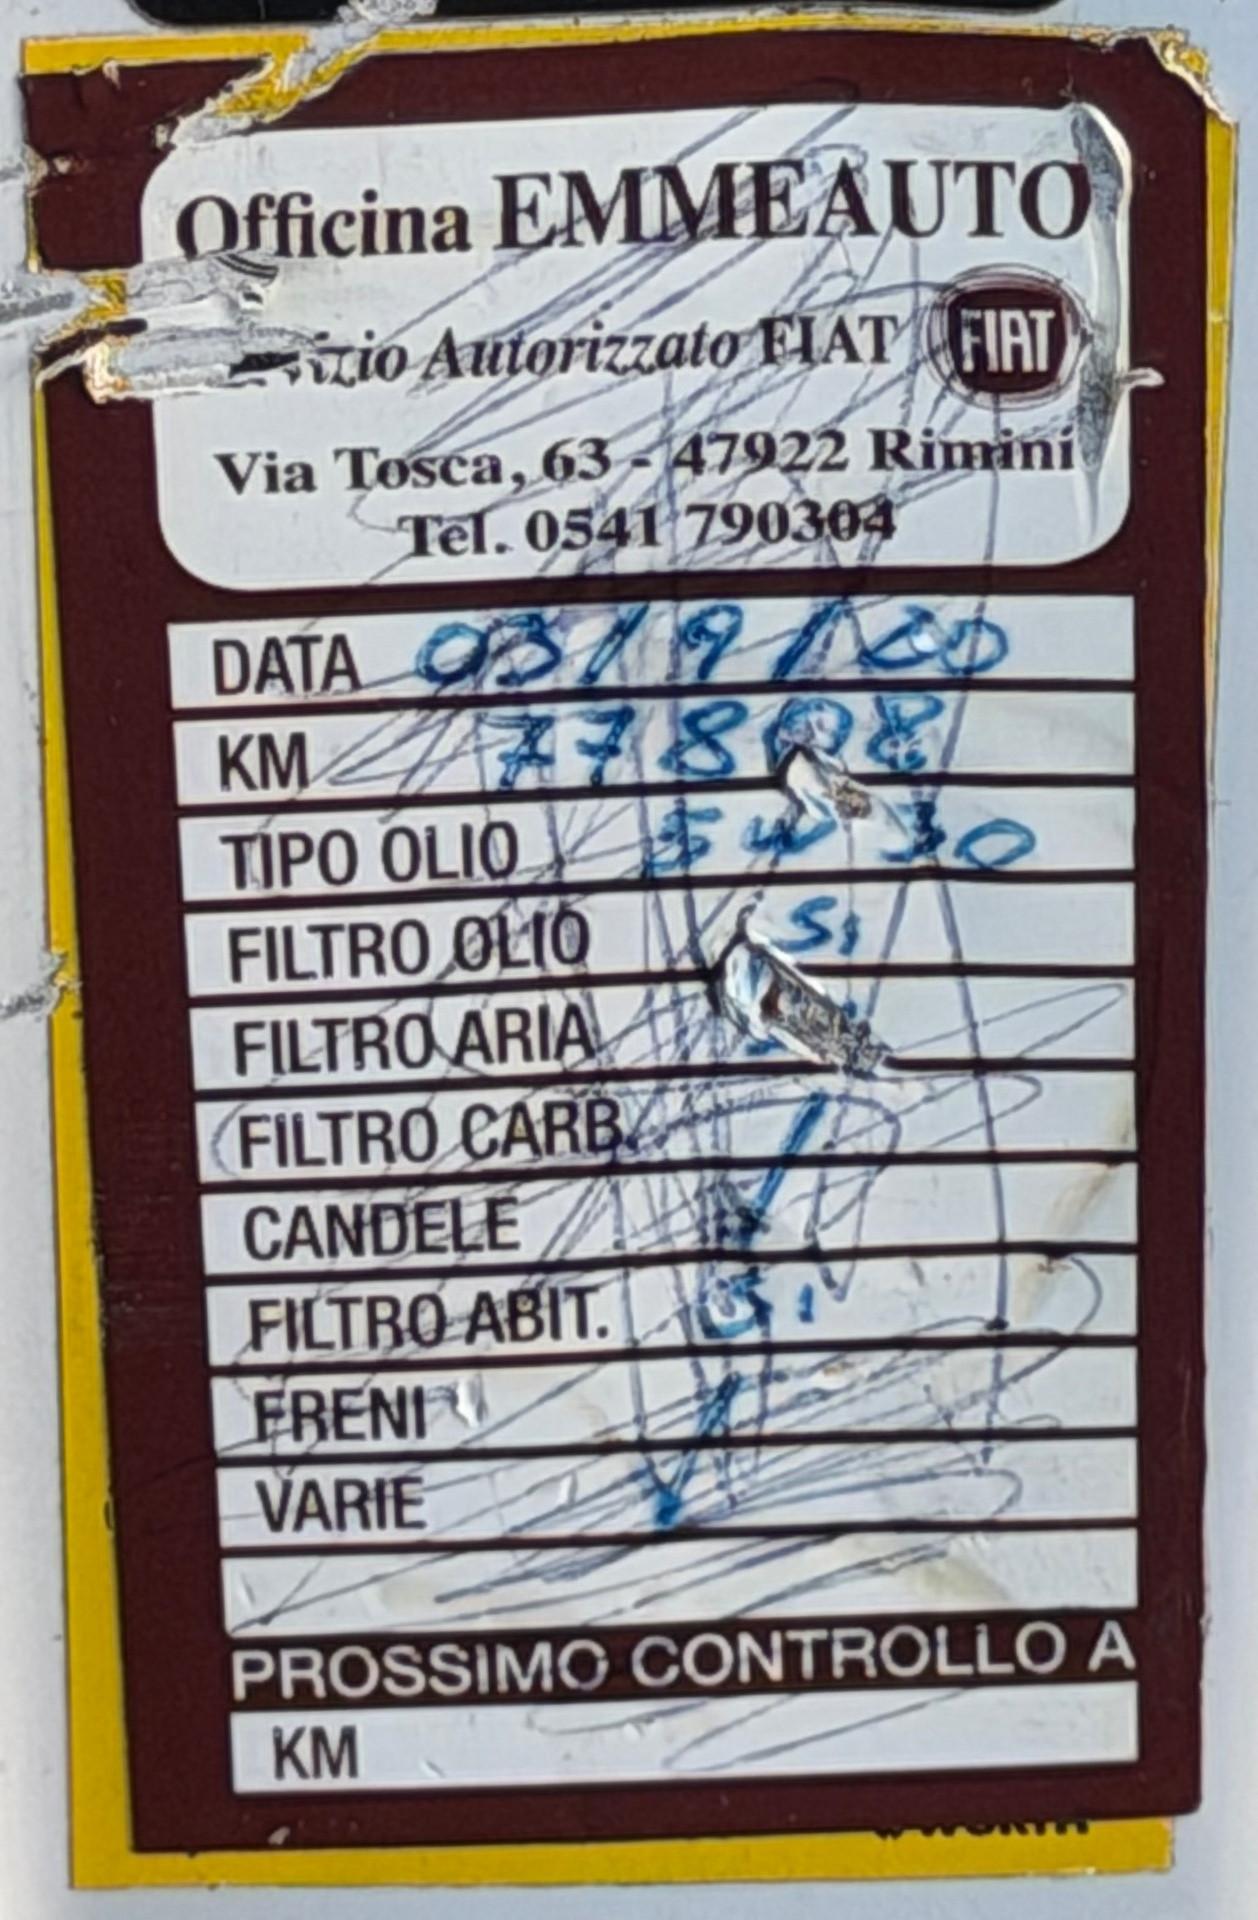 Officina EMMEAUTO
Autorizzato FIAT
FIAT
Via Tosca, 63 - 47922 Rimini
Tel. 0541 790304
DATA 03/9/20
KM 77808
TIPO OLIO 5W30
FILTRO OLIO Si
FILTRO ARIA
FILTRO CARB. /
CANDELE
FILTRO ABIT. Si
FRENI
VARIE
PROSSIMO CONTROLLO A
KM